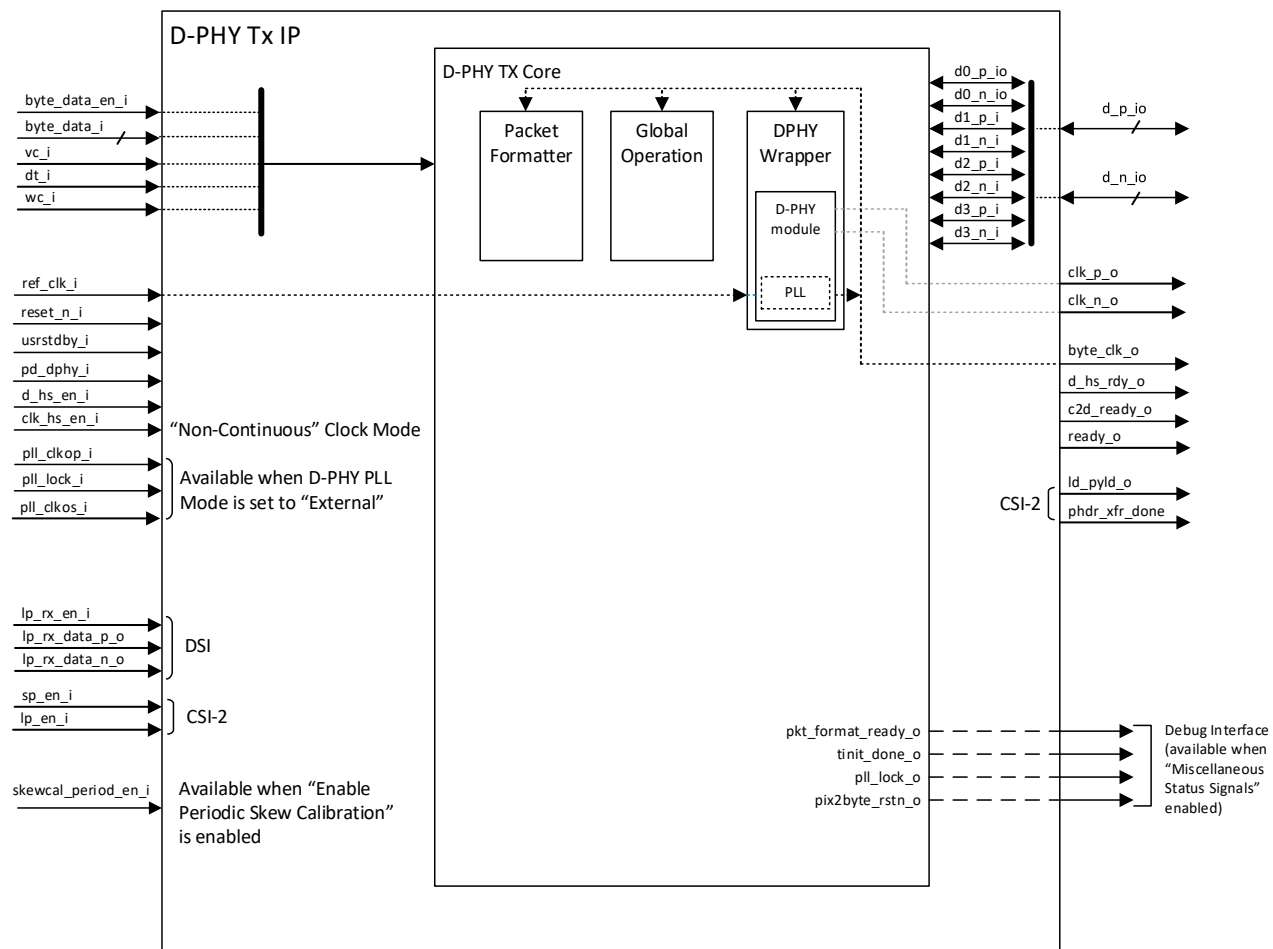 D-PHY Tx IP
D-PHY TX Core
byte_data_en_i
byte_data_i
vc_i
dt_i
wc_i
Packet
Formatter
Global
Operation
DPHY
Wrapper
D-PHY
module
PLL
d0_p_io
d0_n_io
d1_p_i
d1_n_i
d2_p_i
d2_n_i
d3_p_i
d3_n_i
d_p_io
d_n_io
ref_clk_i
reset_n_i
usrstdby_i
pd_dphy_i
d_hs_en_i
clk_hs_en_i
"Non-Continuous" Clock Mode
pll_clkop_i
pll_lock_i
pll_clkos_i
Available when D-PHY PLL
Mode is set to "External"
clk_p_o
clk_n_o
byte_clk_o
d_hs_rdy_o
c2d_ready_o
ready_o
CSI-2
ld_pyld_o
phdr_xfr_done
lp_rx_en_i
lp_rx_data_p_o
lp_rx_data_n_o
DSI
sp_en_i
lp_en_i
CSI-2
skewcal_period_en_i
Available when "Enable
Periodic Skew Calibration"
is enabled
pkt_format_ready_o
tinit_done_o
pll_lock_o
pix2byte_rstn_o
Debug Interface
(available when
"Miscellaneous
Status Signals"
enabled)